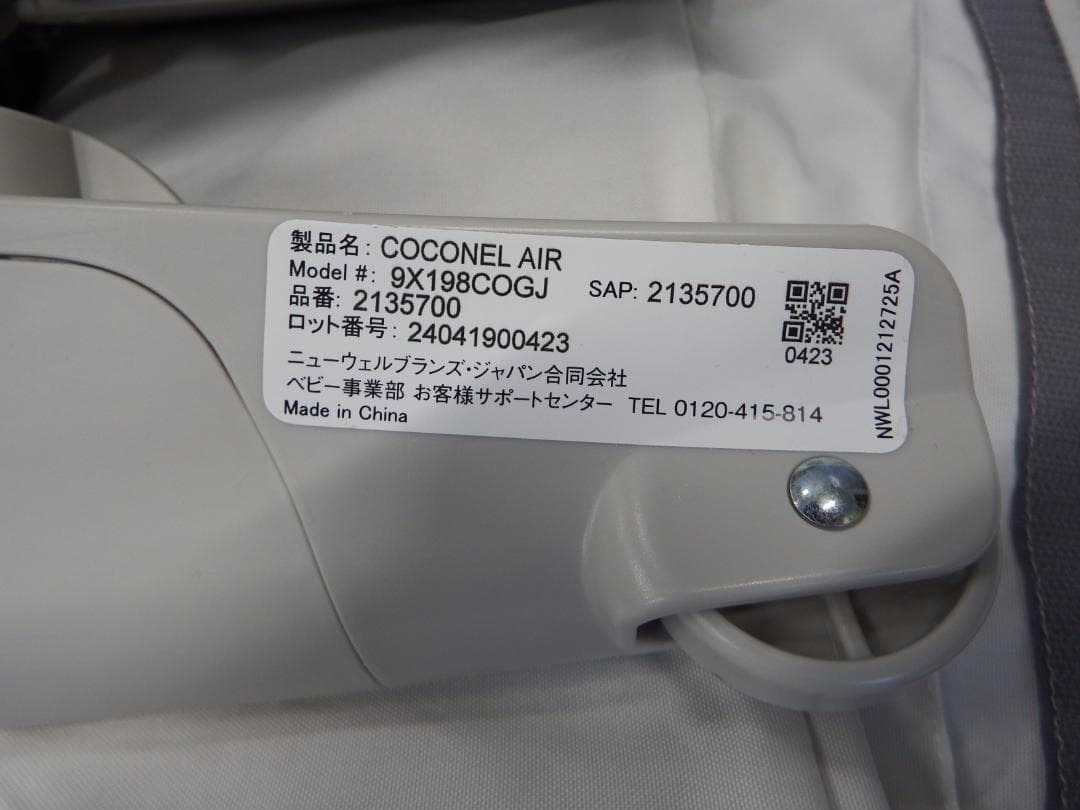 製品名: COCONEL AIR
Model #: 9X198COGJ
品番: 2135700
SAP: 2135700
ロット番号: 24041900423
ニューウェルブランズ・ジャパン合同会社
ベビー事業部 お客様サポートセンター TEL 0120-415-814
Made in China
0423
NWL0001212725A